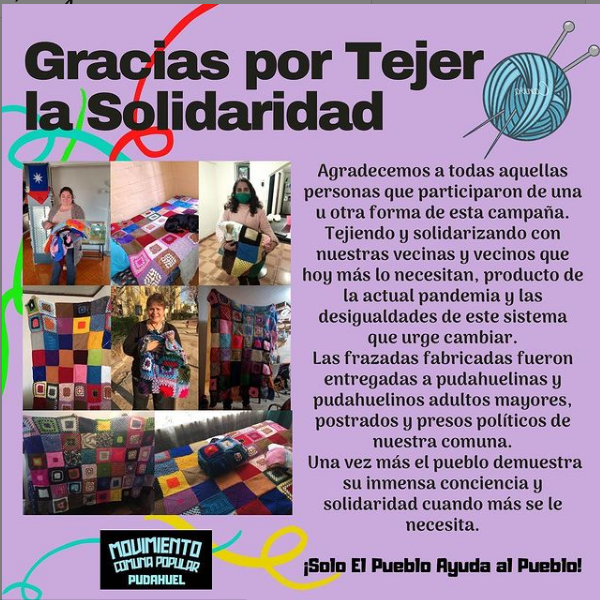 Gracias por Tejer
la Solidaridad
Agradecemos a todas aquellas
personas que participaron de una
u otra forma de esta campaña.
Tejiendo y solidarizando con
nuestras vecinas y vecinos que
hoy más lo necesitan, producto de
la actual pandemia y las
desigualdades de este sistema
que urge cambiar.
Las frazadas fabricadas fueron
entregadas a pudahuelinas y
pudahuelinos adultos mayores,
postrados y presos políticos de
nuestra comuna.
Una vez más el pueblo demuestra
su inmensa conciencia y
solidaridad cuando más se le
necesita.
MOVIMIENTO
COMUNA POPULAR
PUDAHUEL
¡Solo El Pueblo Ayuda al Pueblo!